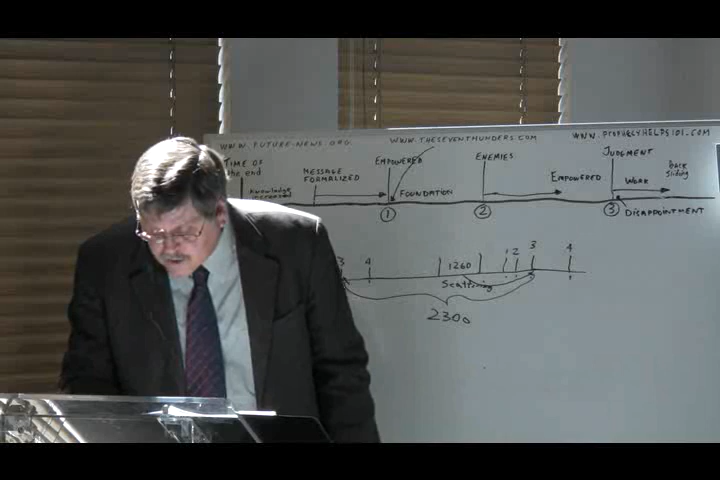 WWW.FUTURE-NEWS.ORG WWW.THESEVENTHUNDERS.COM WWW.PROPHECYHELPS101.COM
TIME OF the end MESSAGE FORMALIZED EMPOWERED ENEMIES JUDGMENT
Knowledge FOUNDATION EMPOWERED WORK Back Sliding
1 2 3 DISAPPOINTMENT
3 4 1260 1 2 3 4
Scattering
2300